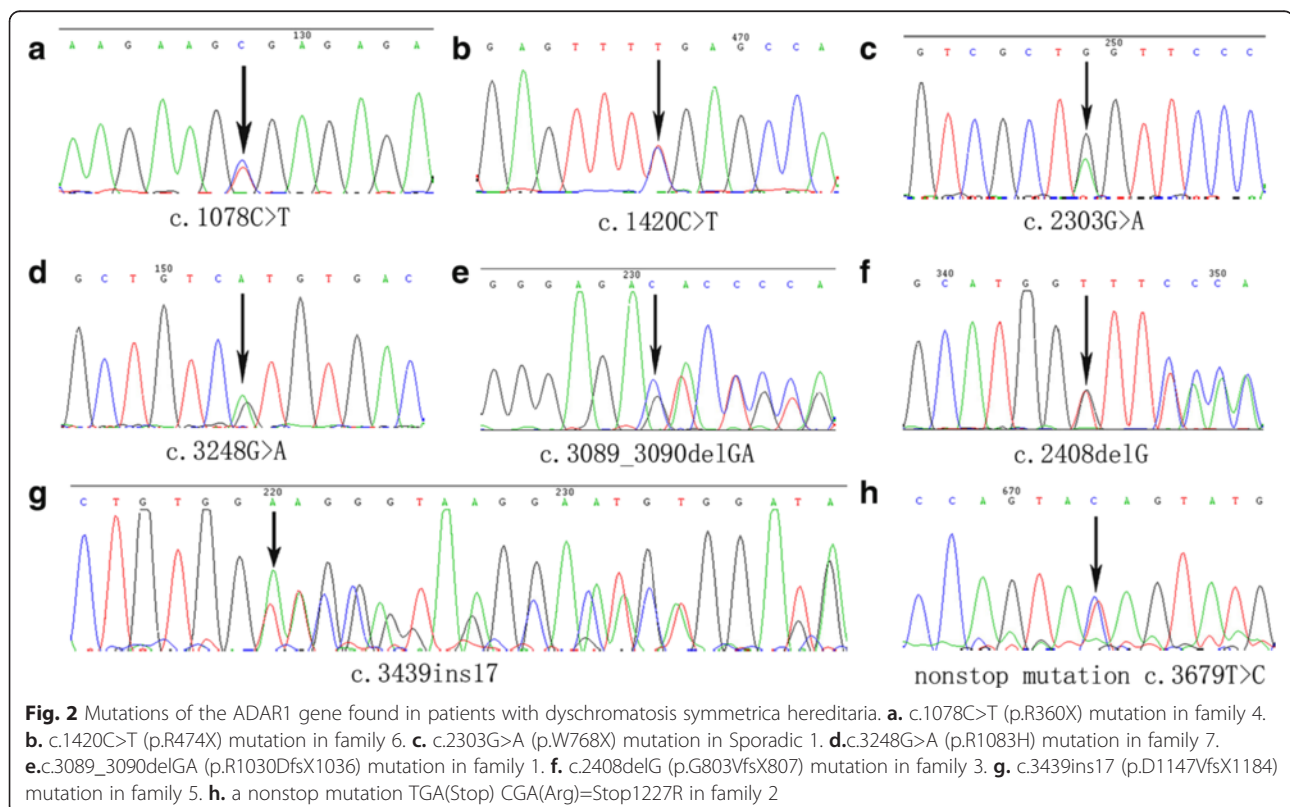 a b c
A A G A A G C G A G A G A
130
G A G T T T T G A G C C A
470
G T C G C T G G T T C C C
250
c.1078C>T c.1420C>T c.2303G>A
d e f
G C T G T C A T G T G A C
150
G G G A G A C A C C C C A
230
G C A T G G T T T C C C A
340 350
c.3248G>A c.3089_3090delGA c.2408delG
g h
C T G T G G A A G G G T A A G G A A T G T G G A T A
220 230
C C A G T A C A G T A T G
670
c.3439ins17 nonstop mutation c.3679T>C
Fig. 2 Mutations of the ADAR1 gene found in patients with dyschromatosis symmetrica hereditaria. a. c.1078C>T (p.R360X) mutation in family 4.
b. c.1420C>T (p.R474X) mutation in family 6. c. c.2303G>A (p.W768X) mutation in Sporadic 1. d.c.3248G>A (p.R1083H) mutation in family 7.
e.c.3089_3090delGA (p.R1030DfsX1036) mutation in family 1. f. c.2408delG (p.G803VfsX807) mutation in family 3. g. c.3439ins17 (p.D1147VfsX1184)
mutation in family 5. h. a nonstop mutation TGA(Stop) CGA(Arg)=Stop1227R in family 2